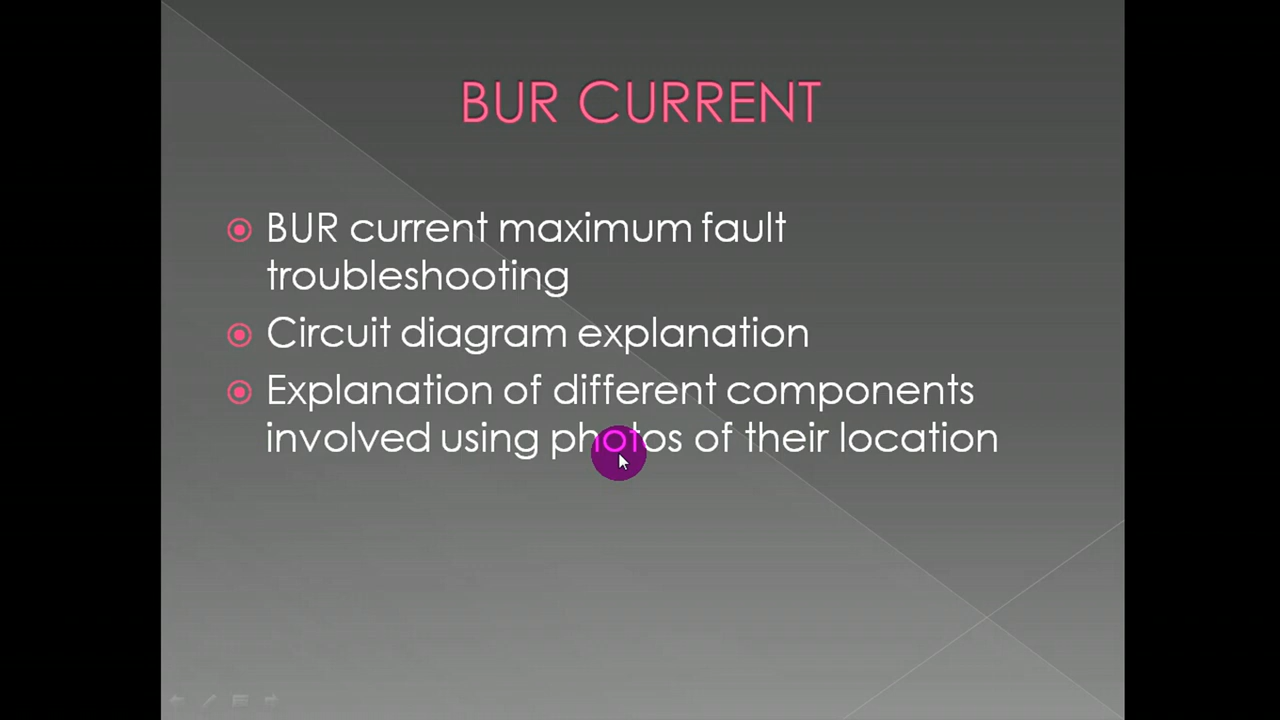 BUR CURRENT
BUR current maximum fault
troubleshooting
Circuit diagram explanation
Explanation of different components
involved using photos of their location